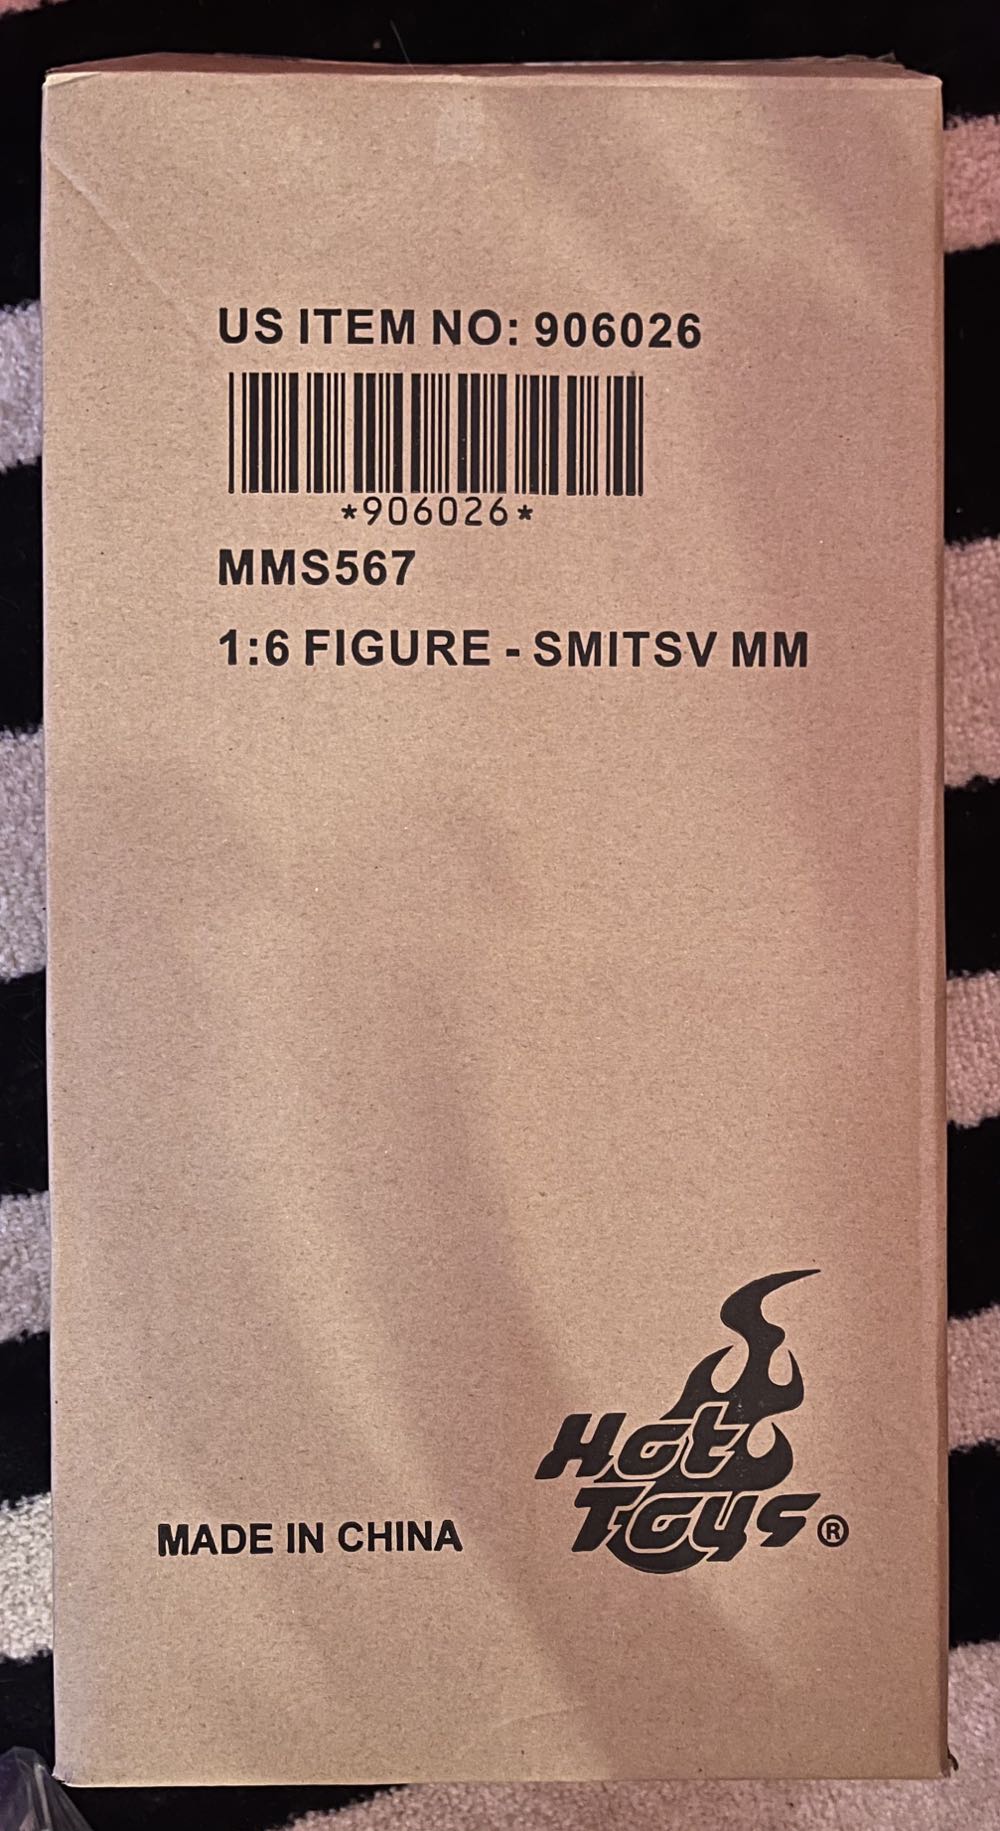 US ITEM NO: 906026
*906026*
MMS567
1:6 FIGURE - SMITSV MM
Hot
Toys®
MADE IN CHINA